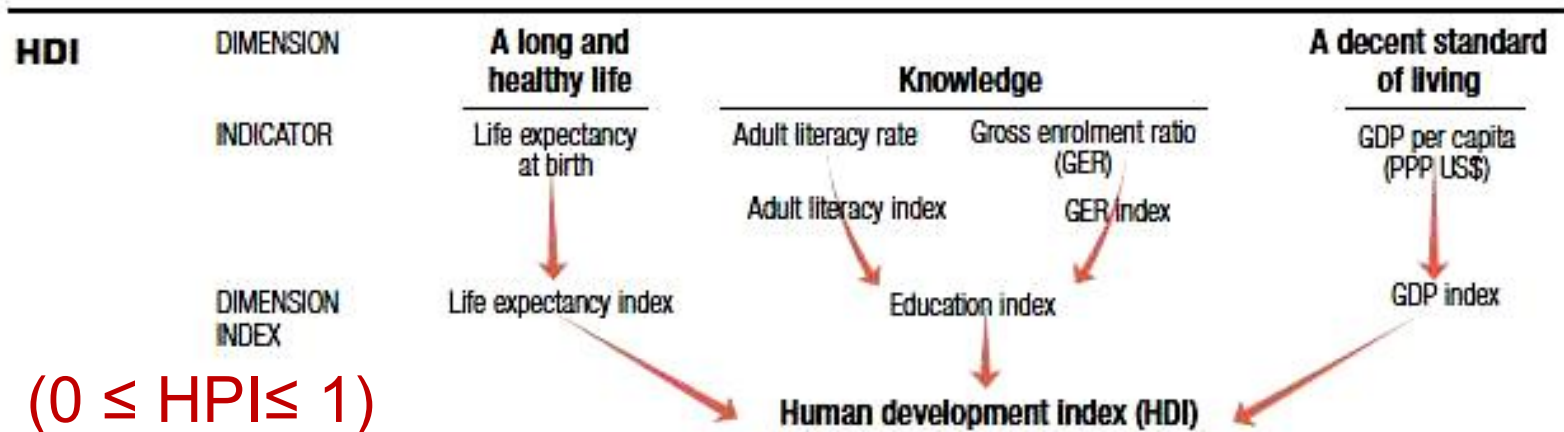 HDI
DIMENSION
A long and
healthy life
Knowledge
A decent standard
of living
INDICATOR
Life expectancy
at birth
Adult literacy rate
Gross enrolment ratio
(GER)
GDP per capita
(PPP US$)
Adult literacy index
GER index
DIMENSION
INDEX
Life expectancy index
Education index
GDP index
(0 ≤ HPI≤ 1)
Human development index (HDI)